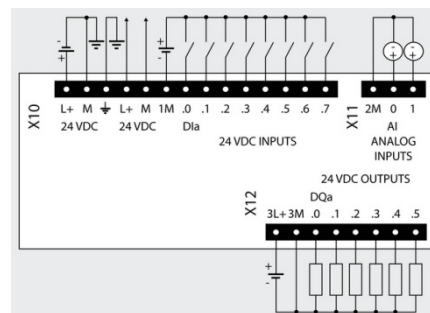 X10
L+ M L+ M 1M .0 .1 .2 .3 .4 .5 .6 .7
24 VDC 24 VDC DIa
24 VDC INPUTS
X11
2M 0 1
AI
ANALOG
INPUTS
24 VDC OUTPUTS
X12
DQa
3L+ 3M .0 .1 .2 .3 .4 .5